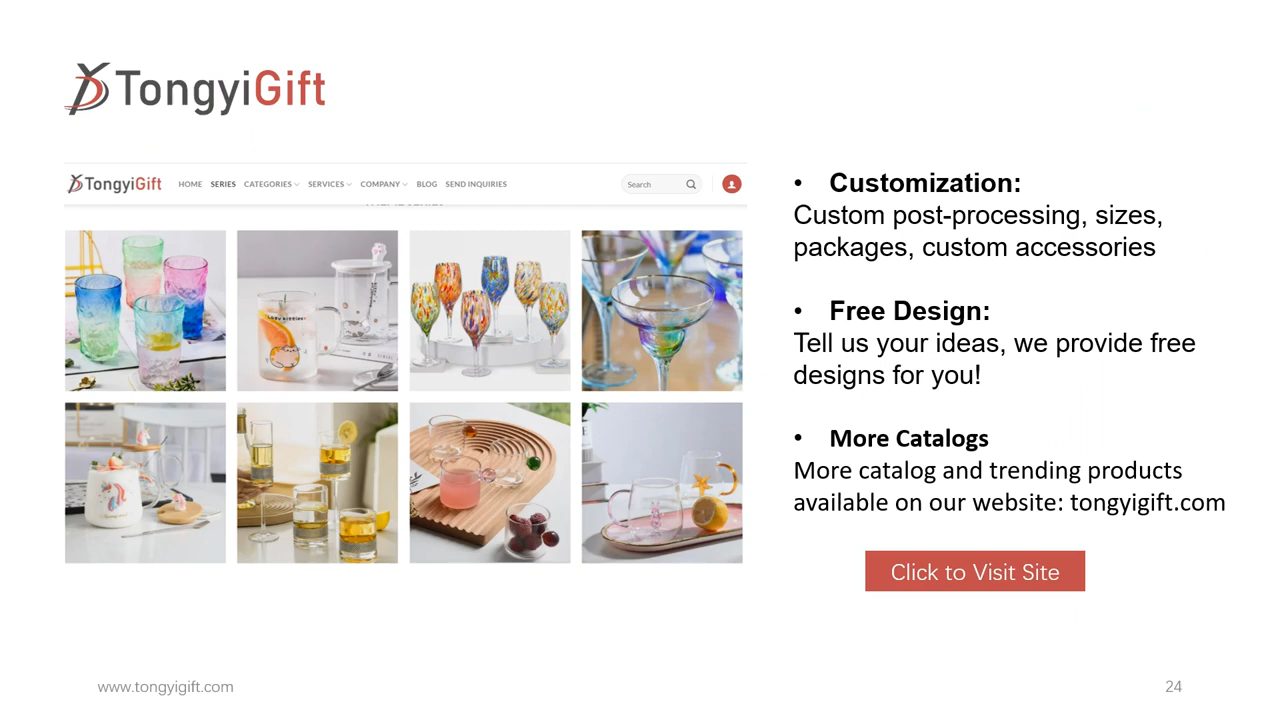 TongyiGift
TongyiGift HOME SERIES CATEGORIES SERVICES COMPANY BLOG SEND INQUIRIES Search
• Customization:
Custom post-processing, sizes,
packages, custom accessories
• Free Design:
Tell us your ideas, we provide free
designs for you!
• More Catalogs
More catalog and trending products
available on our website: tongyigift.com
Click to Visit Site
www.tongyigift.com
24